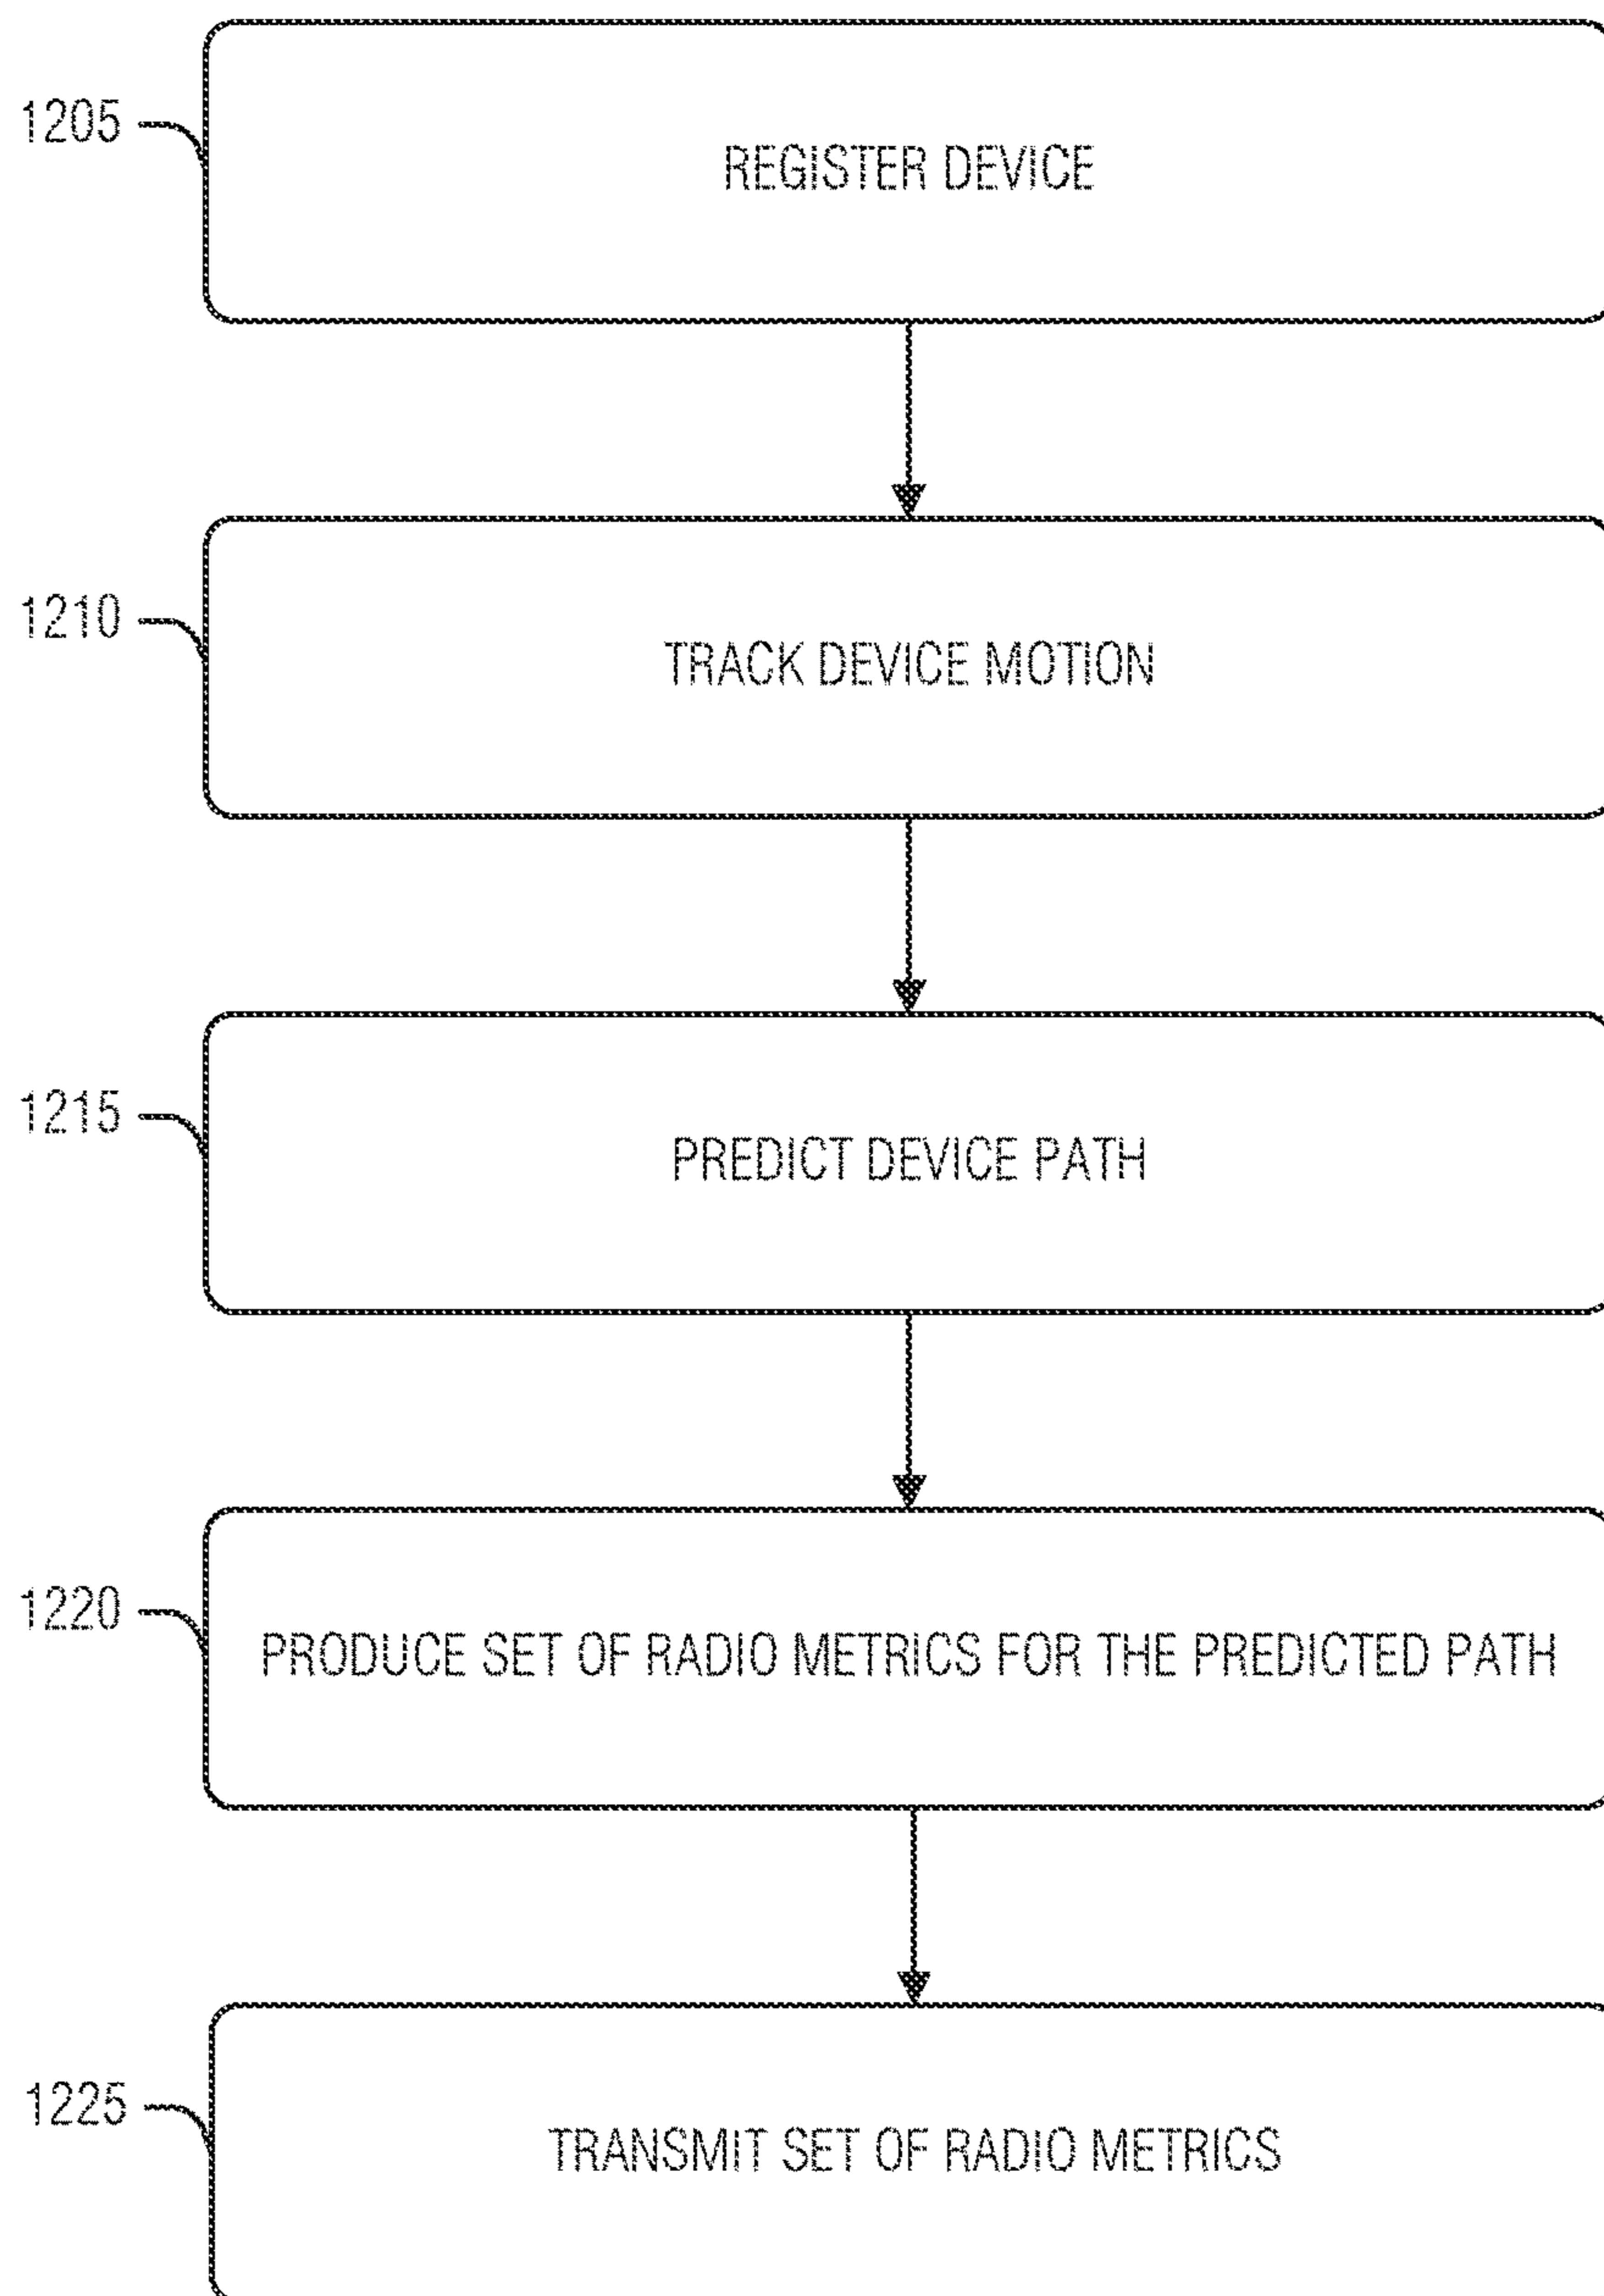 1205
REGISTER DEVICE
1210
TRACK DEVICE MOTION
1215
PREDICT DEVICE PATH
1220
PRODUCE SET OF RADIO METRICS FOR THE PREDICTED PATH
1225
TRANSMIT SET OF RADIO METRICS